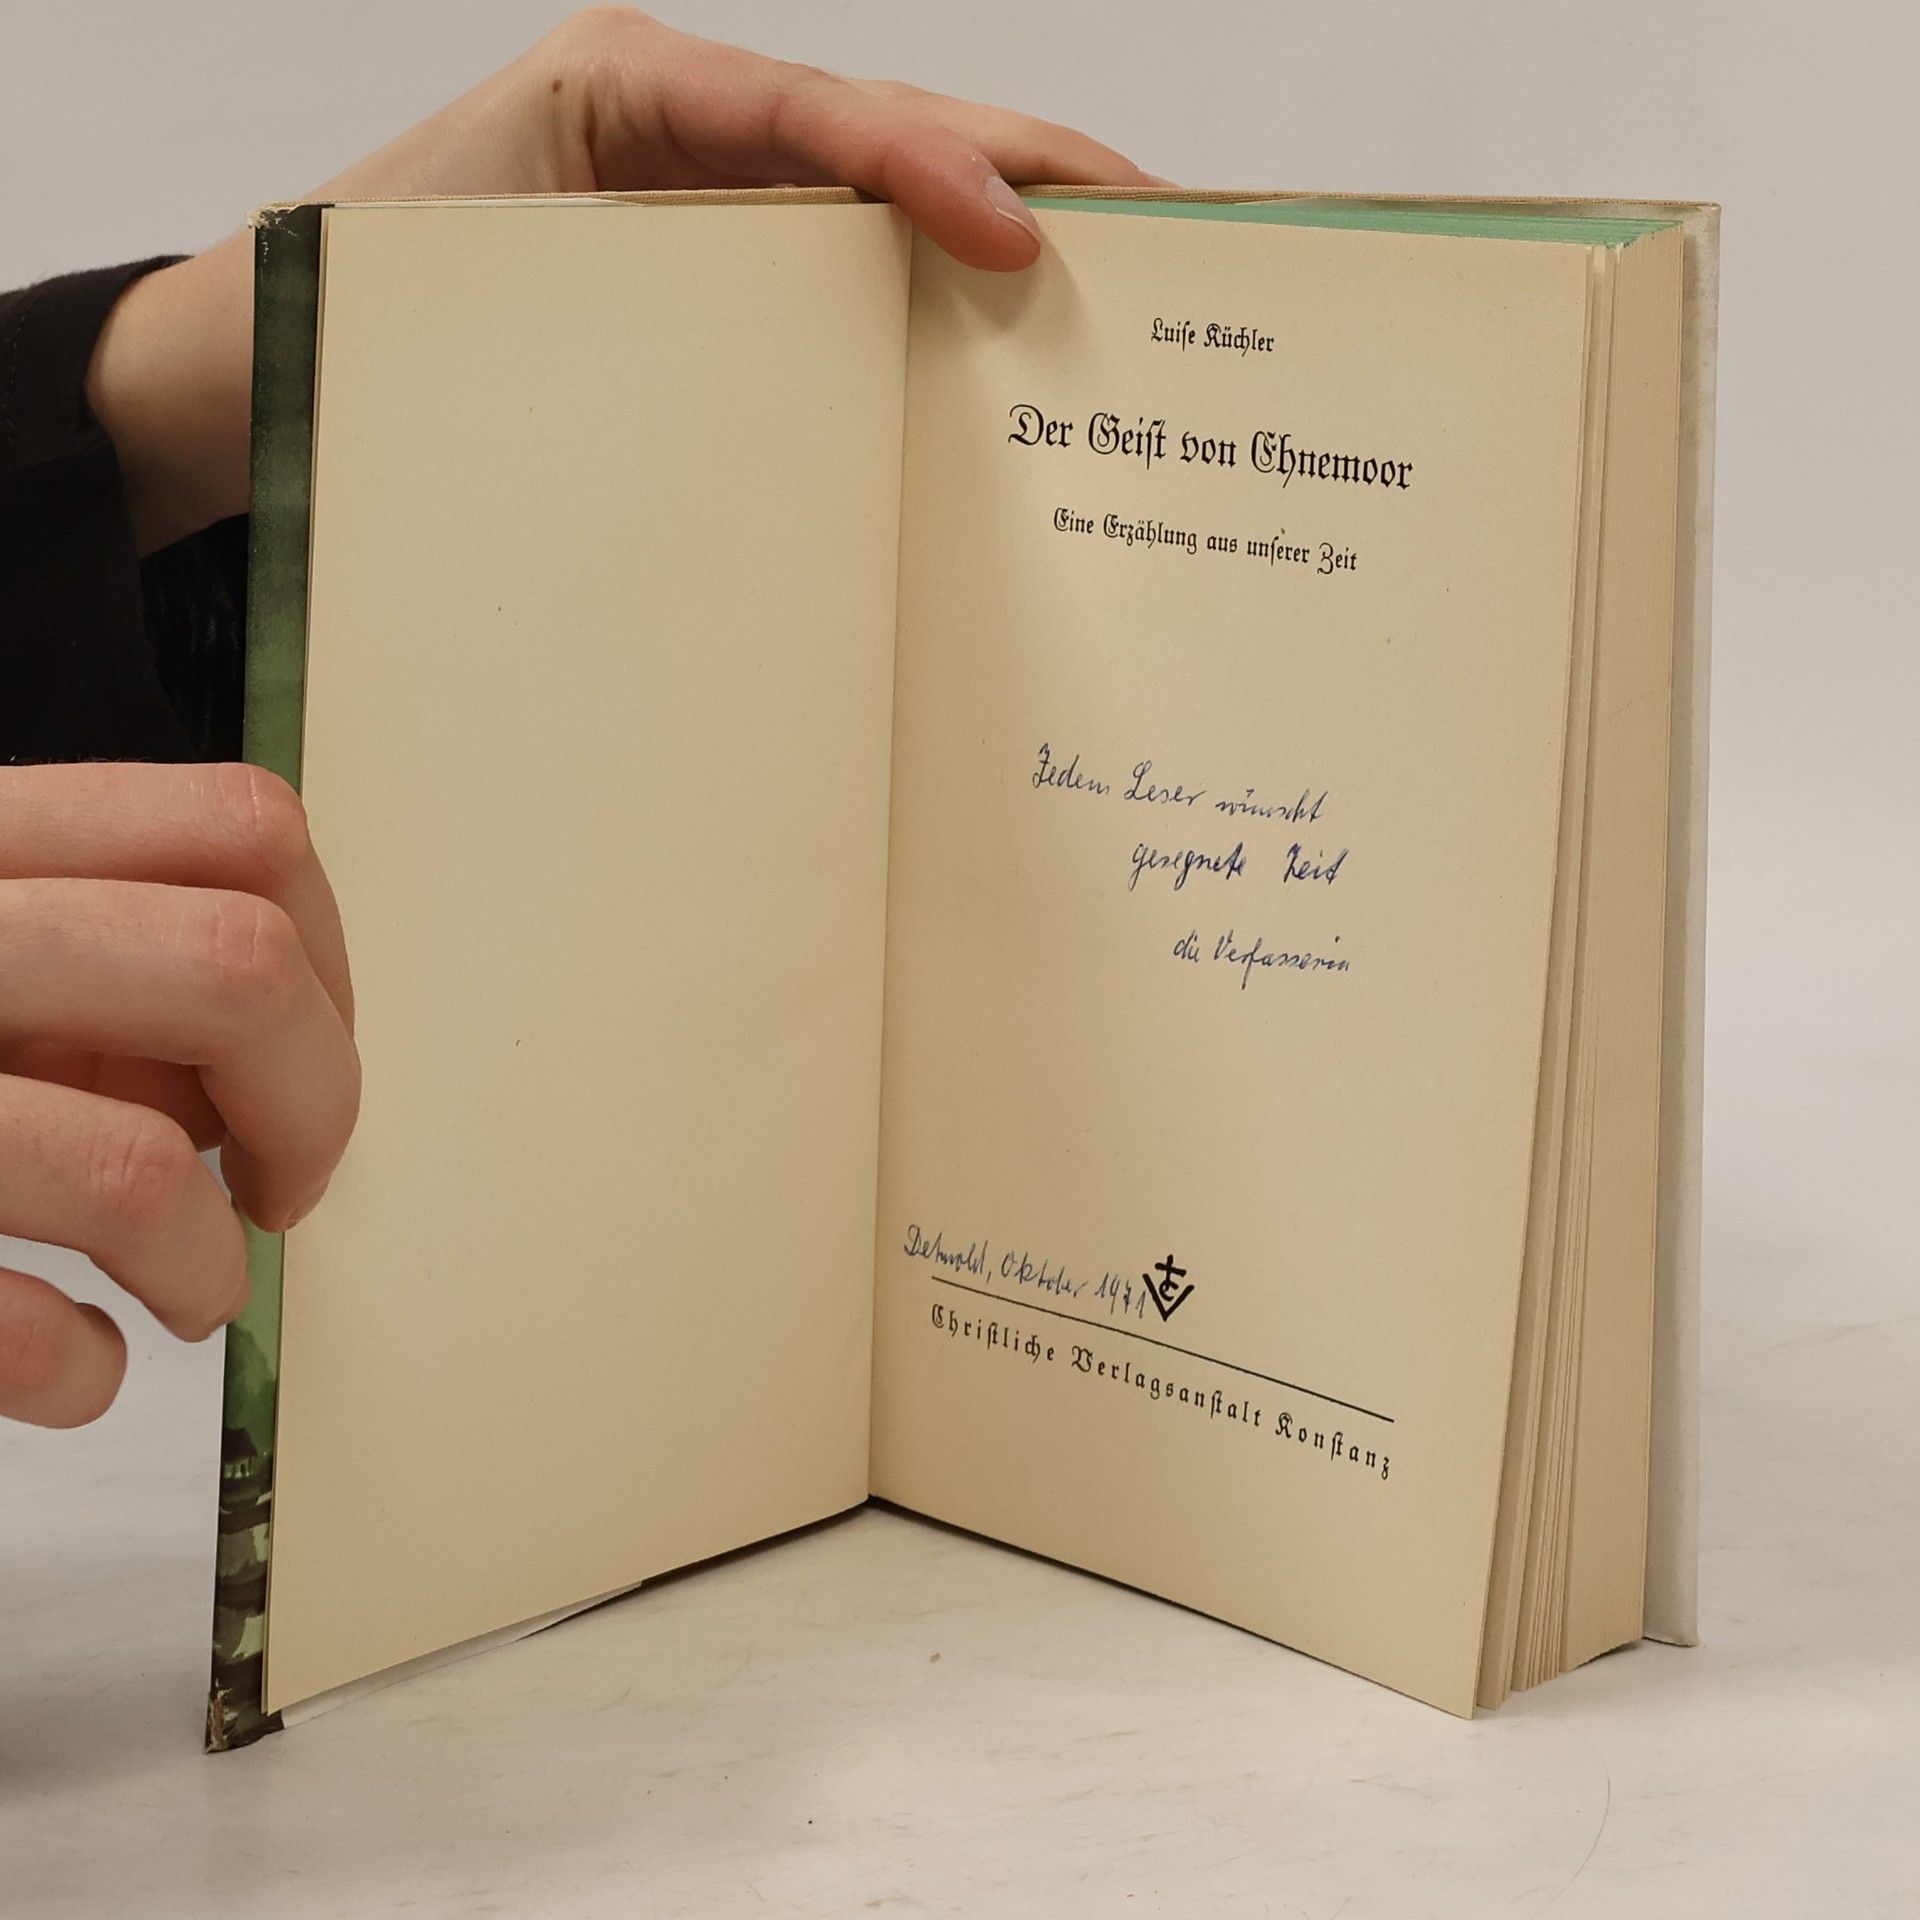 Luise Küchler
Der Geist von Ehnemoor
Eine Erzählung aus unserer Zeit
Jedem Leser wünscht
gesegnete Zeit
die Verfasserin
Detmold, Oktober 1971
Christliche Verlagsanstalt Konstanz